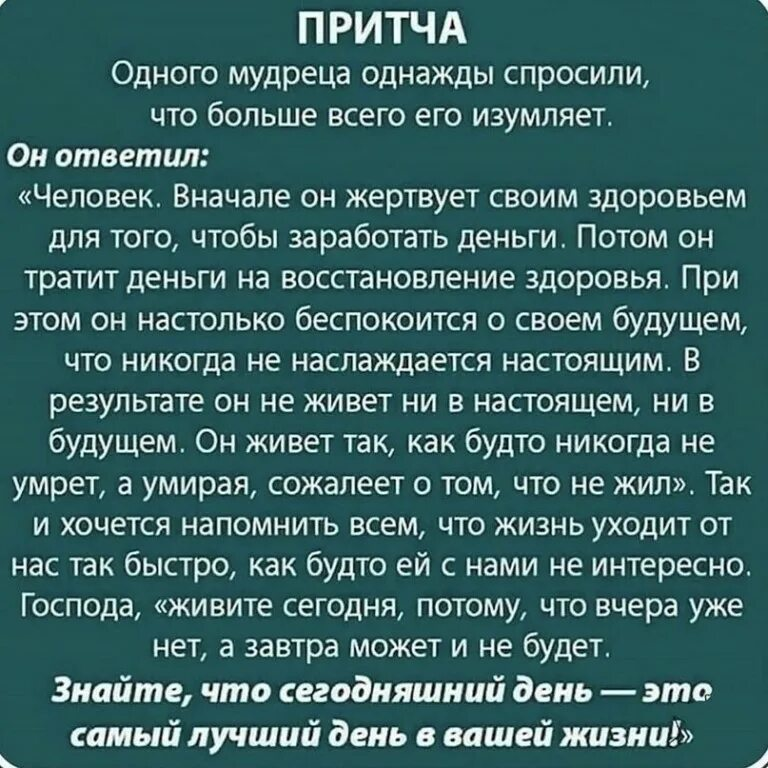 ПРИТЧА
Одного мудреца однажды спросили,
что больше всего его изумляет.
Он ответил:
«Человек. Вначале он жертвует своим здоровьем
для того, чтобы заработать деньги. Потом он
тратит деньги на восстановление здоровья. При
этом он настолько беспокоится о своем будущем,
что никогда не наслаждается настоящим. В
результате он не живет ни в настоящем, ни в
будущем. Он живет так, как будто никогда не
умрет, а умирая, сожалеет о том, что не жил». Так
и хочется напомнить всем, что жизнь уходит от
нас так быстро, как будто ей с нами не интересно.
Господа, «живите сегодня, потому, что вчера уже
нет, а завтра может и не будет.
Знайте, что сегодняшний день — это
самый лучший день в вашей жизни!»